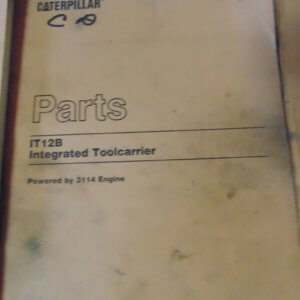 CATERPILLAR
Parts
IT12B
Integrated Toolcarrier
Powered by 3114 Engine